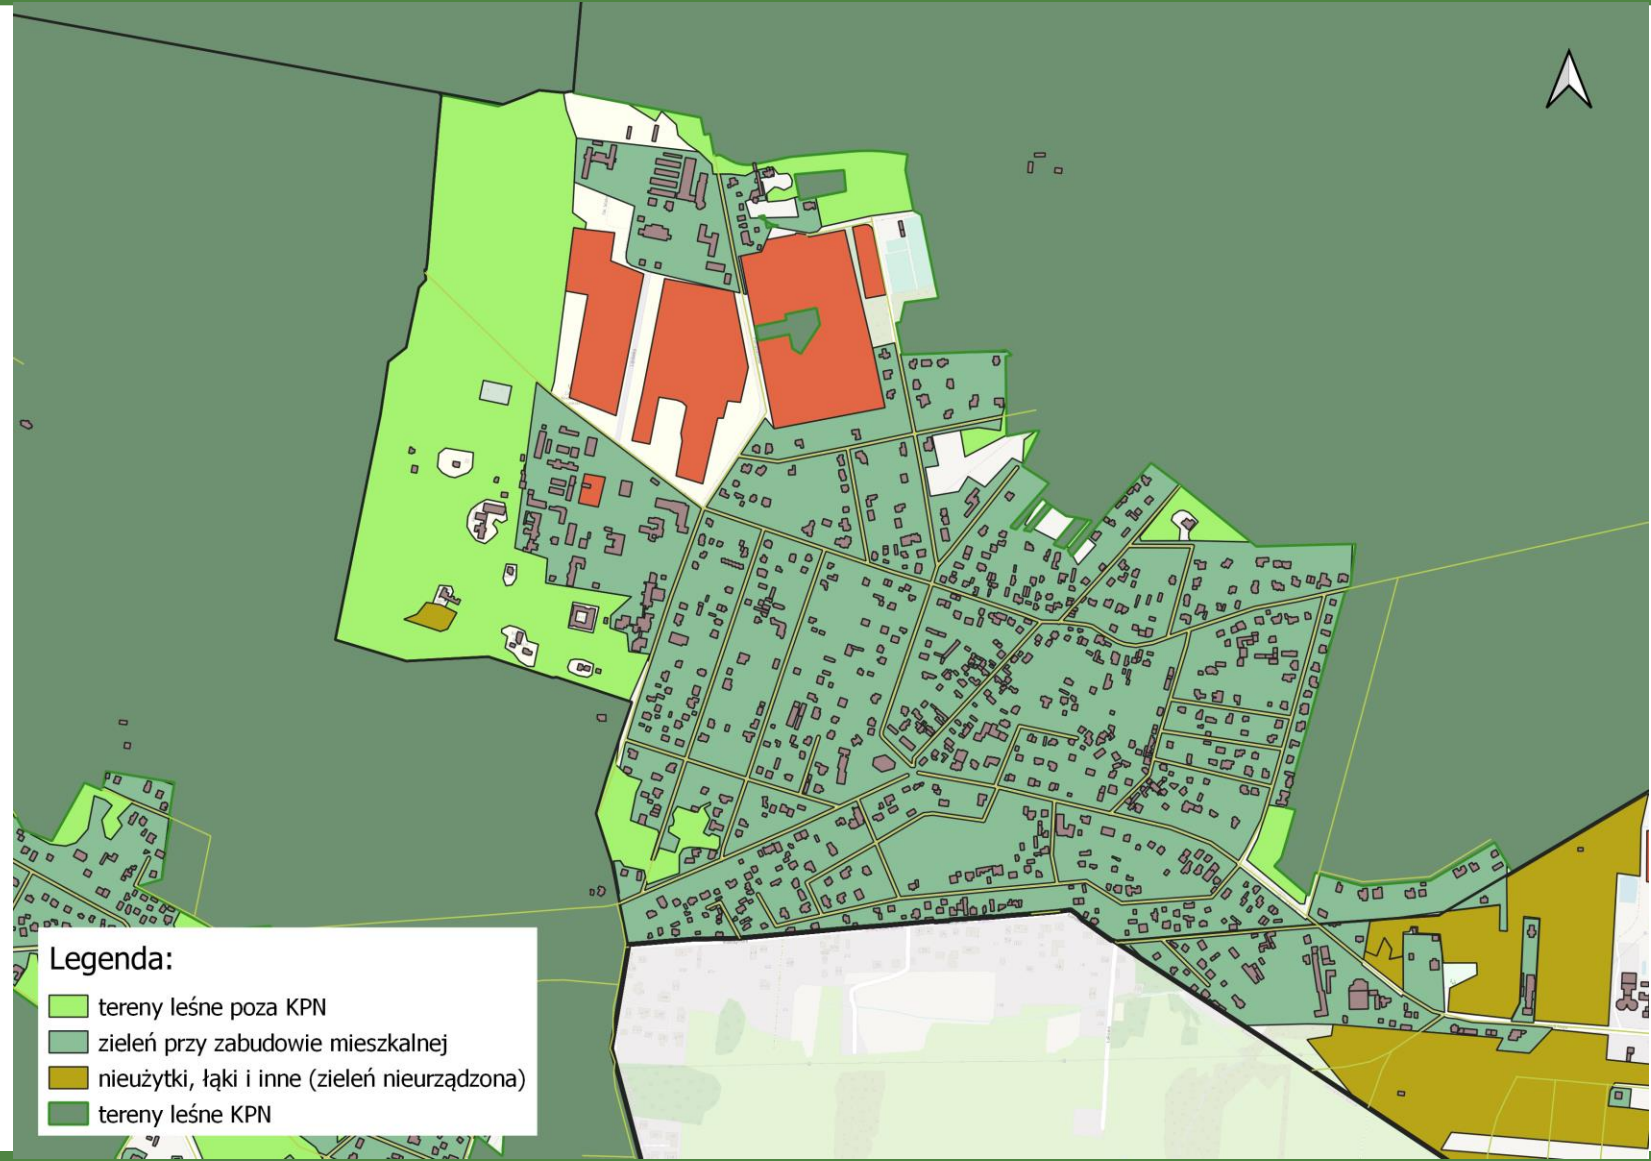 Legenda:
tereny leśne poza KPN
zieleń przy zabudowie mieszkalnej
nieużytki, łąki i inne (zieleń nieurządzona)
tereny leśne KPN